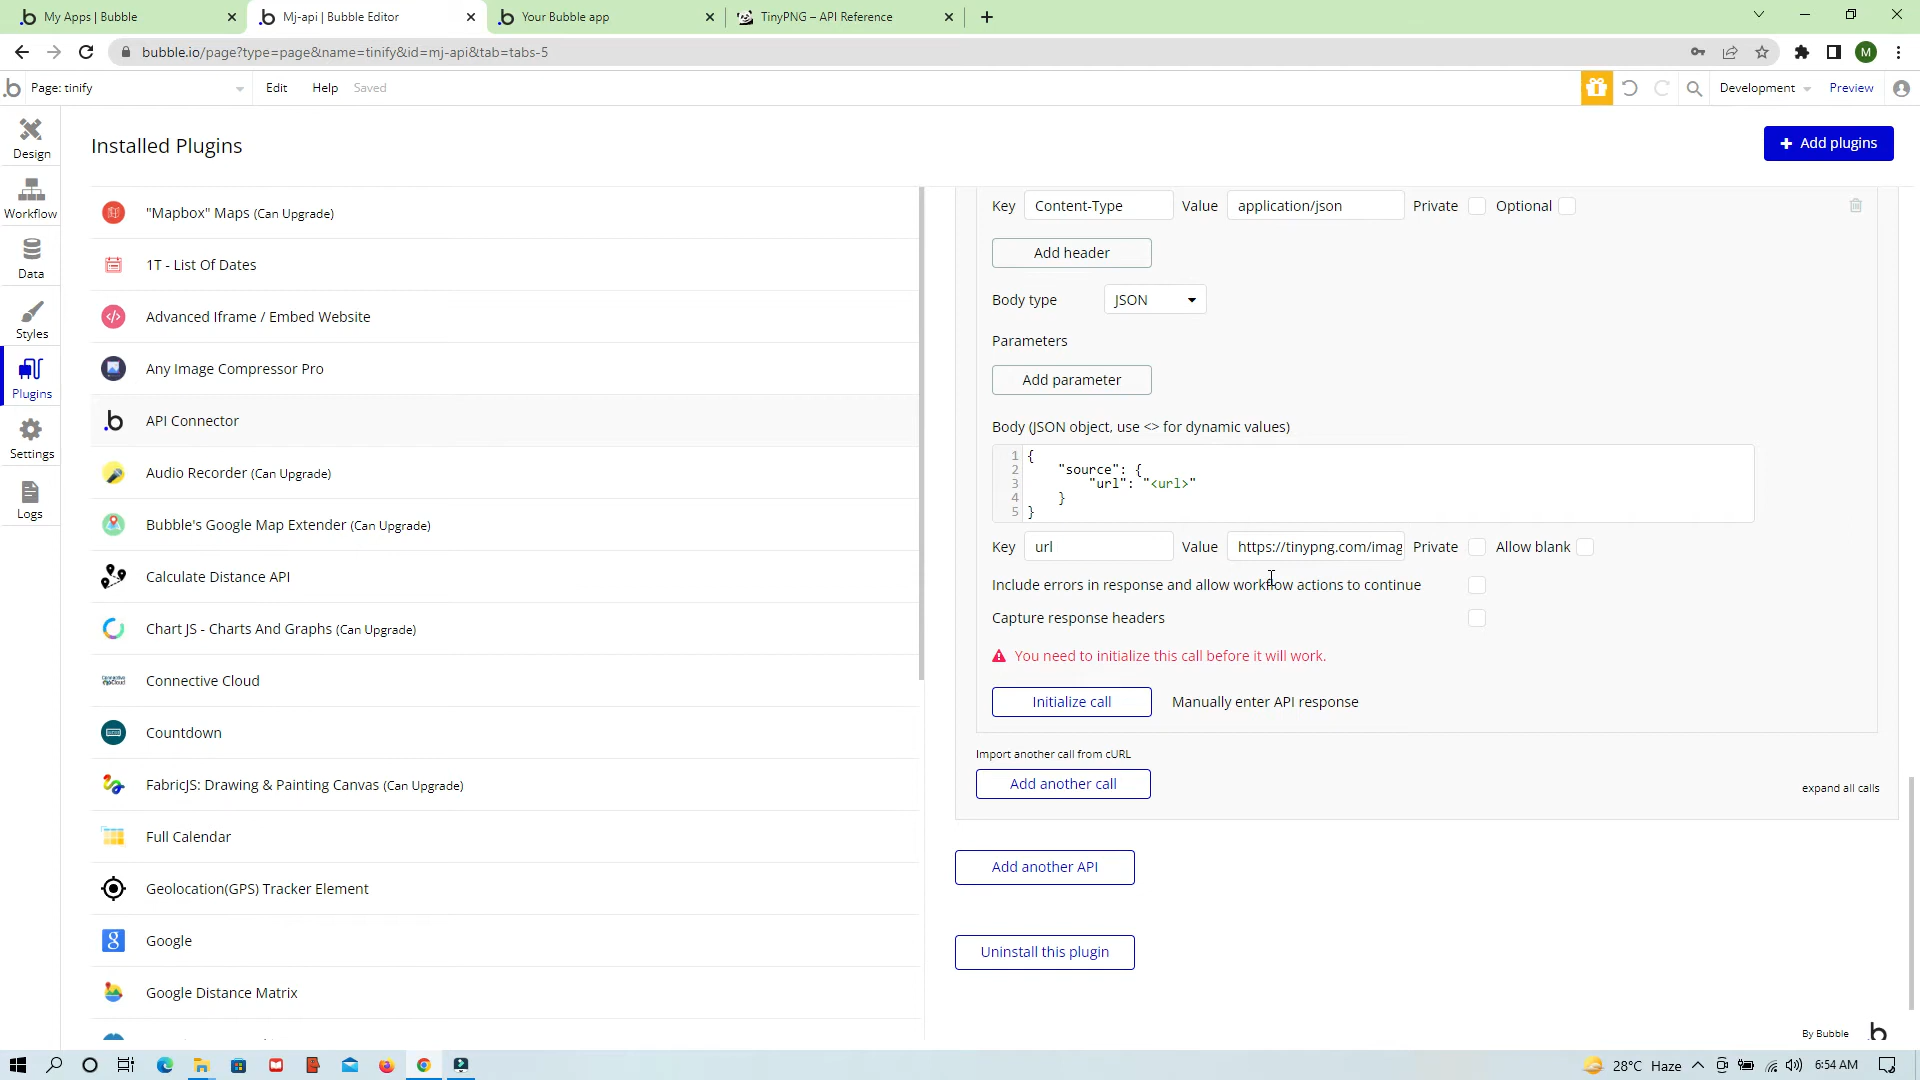 My Apps | Bubble
Mj-api | Bubble Editor
Your Bubble app
TinyPNG – API Reference
bubble.io/page?type=page&name=tinify&id=mj-api&tab=tabs-5
M
Page: tinify
Edit
Help
Saved
Development
Preview
Design
Workflow
Data
Styles
Plugins
Settings
Logs
Installed Plugins
+ Add plugins
"Mapbox" Maps (Can Upgrade)
1T - List Of Dates
Advanced Iframe / Embed Website
Any Image Compressor Pro
API Connector
Audio Recorder (Can Upgrade)
Bubble's Google Map Extender (Can Upgrade)
Calculate Distance API
Chart JS - Charts And Graphs (Can Upgrade)
Connective Cloud
Countdown
FabricJS: Drawing & Painting Canvas (Can Upgrade)
Full Calendar
Geolocation(GPS) Tracker Element
Google
Google Distance Matrix
Key Content-Type Value application/json Private Optional
Add header
Body type JSON
Parameters
Add parameter
Body (JSON object, use <> for dynamic values)
1 {
2 "source": {
3 "url": "<url>"
4 }
5 }
Key url Value https://tinypng.com/imag Private Allow blank
Include errors in response and allow workflow actions to continue
Capture response headers
You need to initialize this call before it will work.
Initialize call Manually enter API response
Import another call from cURL
Add another call
expand all calls
Add another API
Uninstall this plugin
By Bubble
28°C Haze
6:54 AM